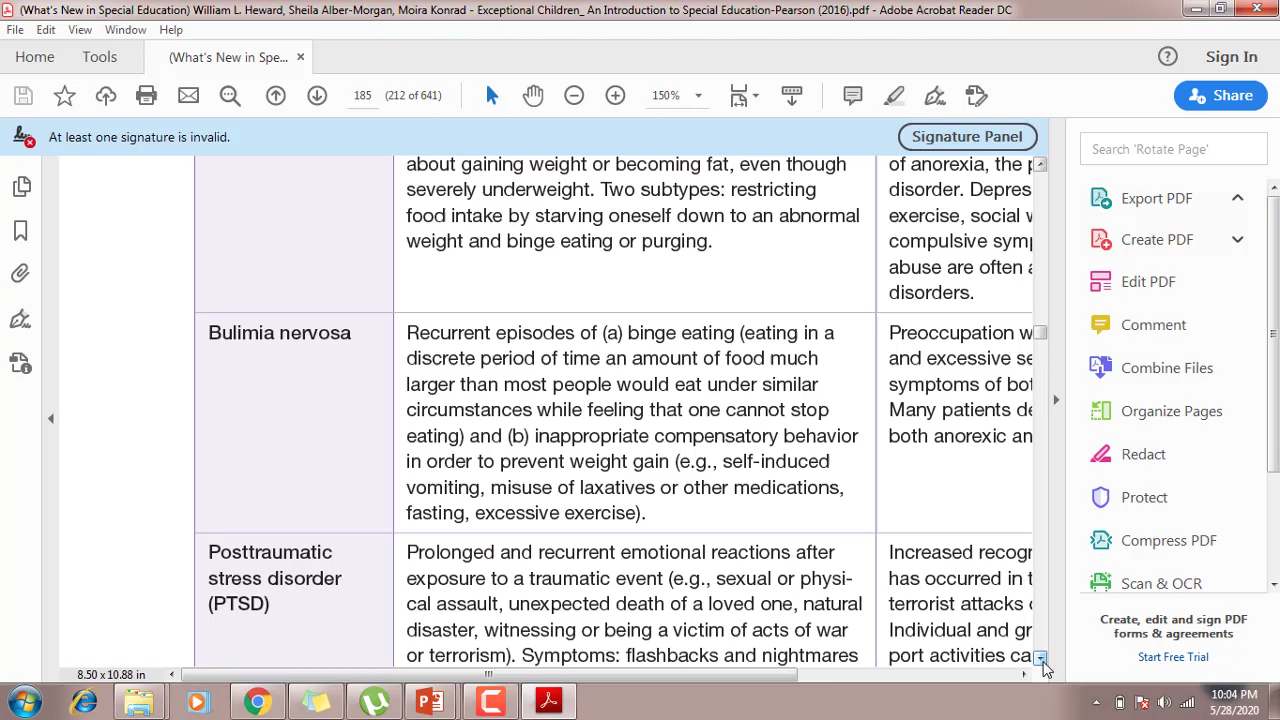 (What's New in Special Education) William L. Heward, Sheila Alber-Morgan, Moira Konrad - Exceptional Children_ An Introduction to Special Education-Pearson (2016).pdf - Adobe Acrobat Reader DC
File Edit View Window Help
Home Tools (What's New in Spe... × ? Sign In
185 (212 of 641) 150% Share
At least one signature is invalid. Signature Panel
about gaining weight or becoming fat, even though
severely underweight. Two subtypes: restricting
food intake by starving oneself down to an abnormal
weight and binge eating or purging.
of anorexia, the p
disorder. Depres
exercise, social w
compulsive symp
abuse are often a
disorders.
Bulimia nervosa
Recurrent episodes of (a) binge eating (eating in a
discrete period of time an amount of food much
larger than most people would eat under similar
circumstances while feeling that one cannot stop
eating) and (b) inappropriate compensatory behavior
in order to prevent weight gain (e.g., self-induced
vomiting, misuse of laxatives or other medications,
fasting, excessive exercise).
Preoccupation w
and excessive se
symptoms of bot
Many patients de
both anorexic an
Posttraumatic
stress disorder
(PTSD)
Prolonged and recurrent emotional reactions after
exposure to a traumatic event (e.g., sexual or physi-
cal assault, unexpected death of a loved one, natural
disaster, witnessing or being a victim of acts of war
or terrorism). Symptoms: flashbacks and nightmares
Increased recogn
has occurred in t
terrorist attacks o
Individual and gr
port activities ca
8.50 x 10.88 in
Search 'Rotate Page'
Export PDF
Create PDF
Edit PDF
Comment
Combine Files
Organize Pages
Redact
Protect
Compress PDF
Scan & OCR
Create, edit and sign PDF
forms & agreements
Start Free Trial
10:04 PM
5/28/2020